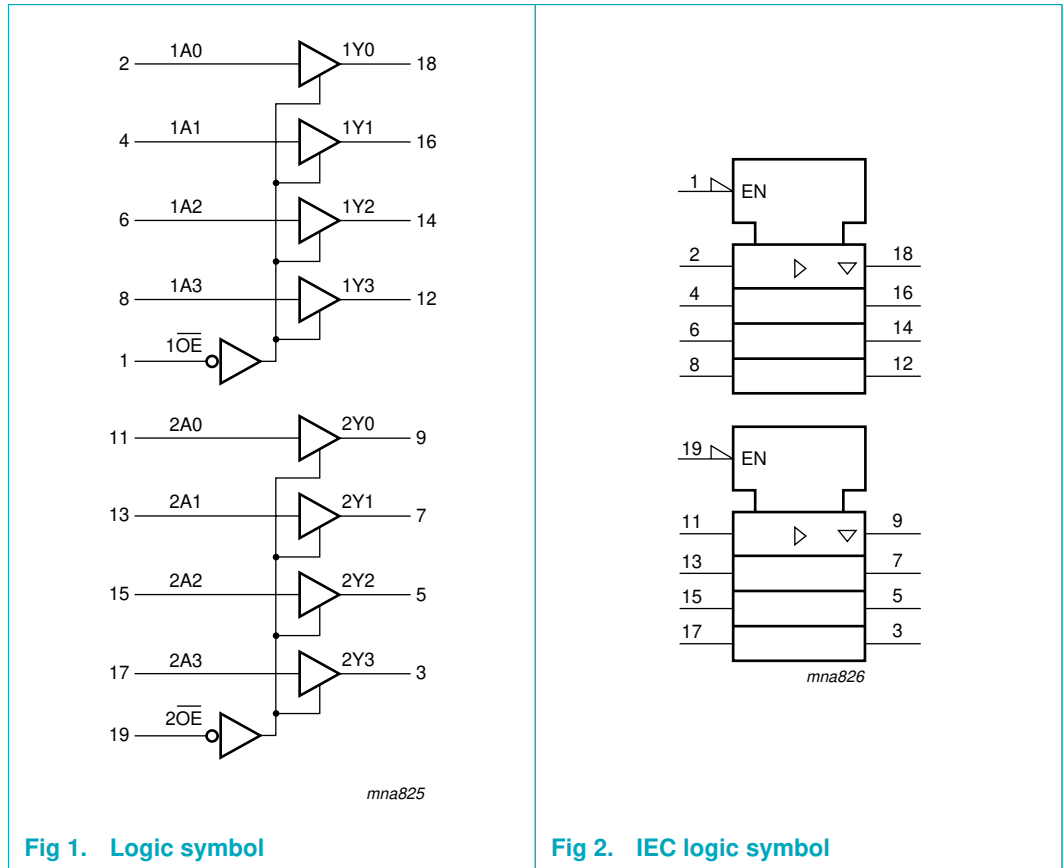 2 1A0 1Y0 18
4 1A1 1Y1 16
6 1A2 1Y2 14
8 1A3 1Y3 12
1 1O̅E̅
11 2A0 2Y0 9
13 2A1 2Y1 7
15 2A2 2Y2 5
17 2A3 2Y3 3
19 2O̅E̅
mna825
Fig 1. Logic symbol
1 EN
2 18
4 16
6 14
8 12
19 EN
11 9
13 7
15 5
17 3
mna826
Fig 2. IEC logic symbol